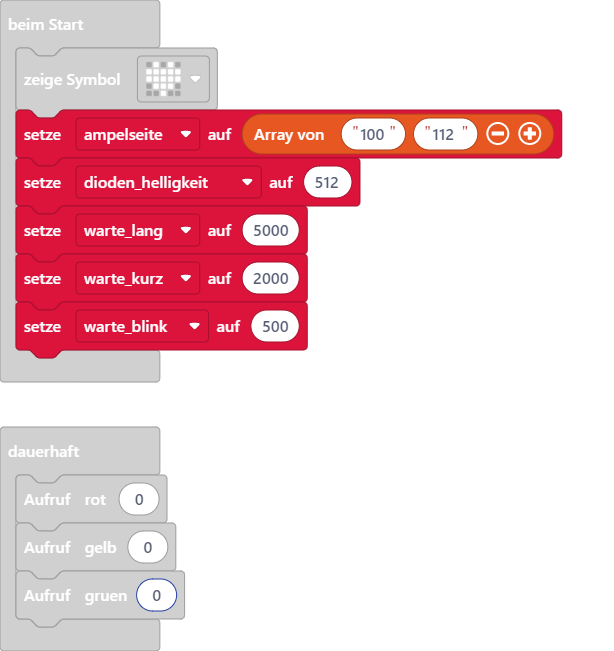 beim Start
zeige Symbol
setze ampelseite auf Array von "100" "112"
setze dioden_helligkeit auf 512
setze warte_lang auf 5000
setze warte_kurz auf 2000
setze warte_blink auf 500
dauerhaft
Aufruf rot 0
Aufruf gelb 0
Aufruf gruen 0